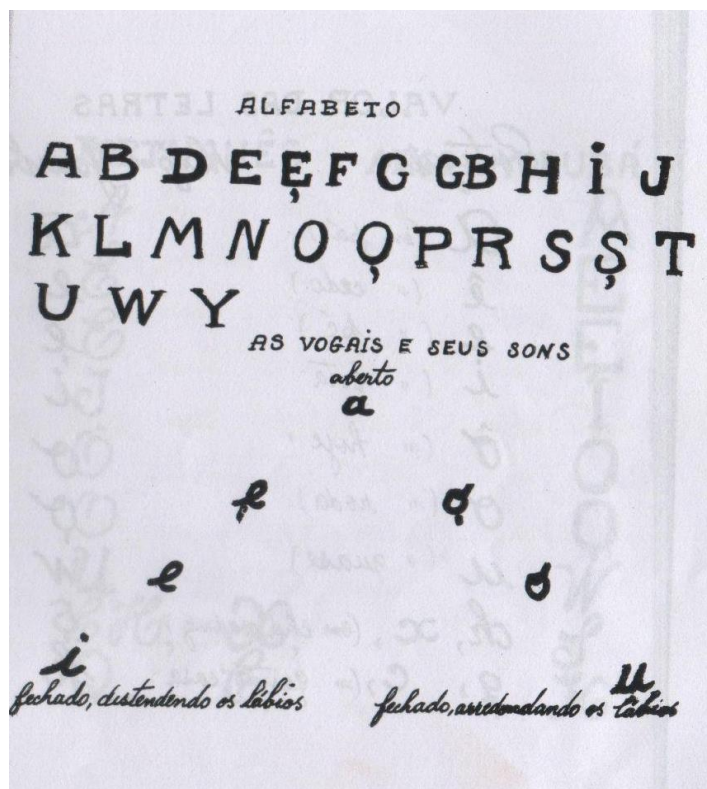 ALFABETO
A B D E Ẹ F G GB H i J
K L M N O Ọ P R S Ṣ T
U W Y
AS VOGAiS E SEUS SONS
aberto
a
ẹ ọ
e o
i u
fechado, distendendo os lábios fechado, arredondando os lábios